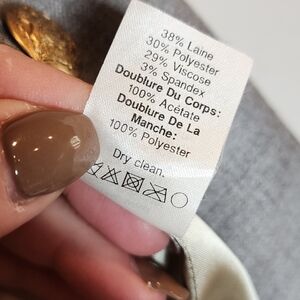 38% Laine
30% Polyester
29% Viscose
3% Spandex
Doublure Du Corps:
100% Acétate
Doublure De La
Manche:
100% Polyester
Dry clean.